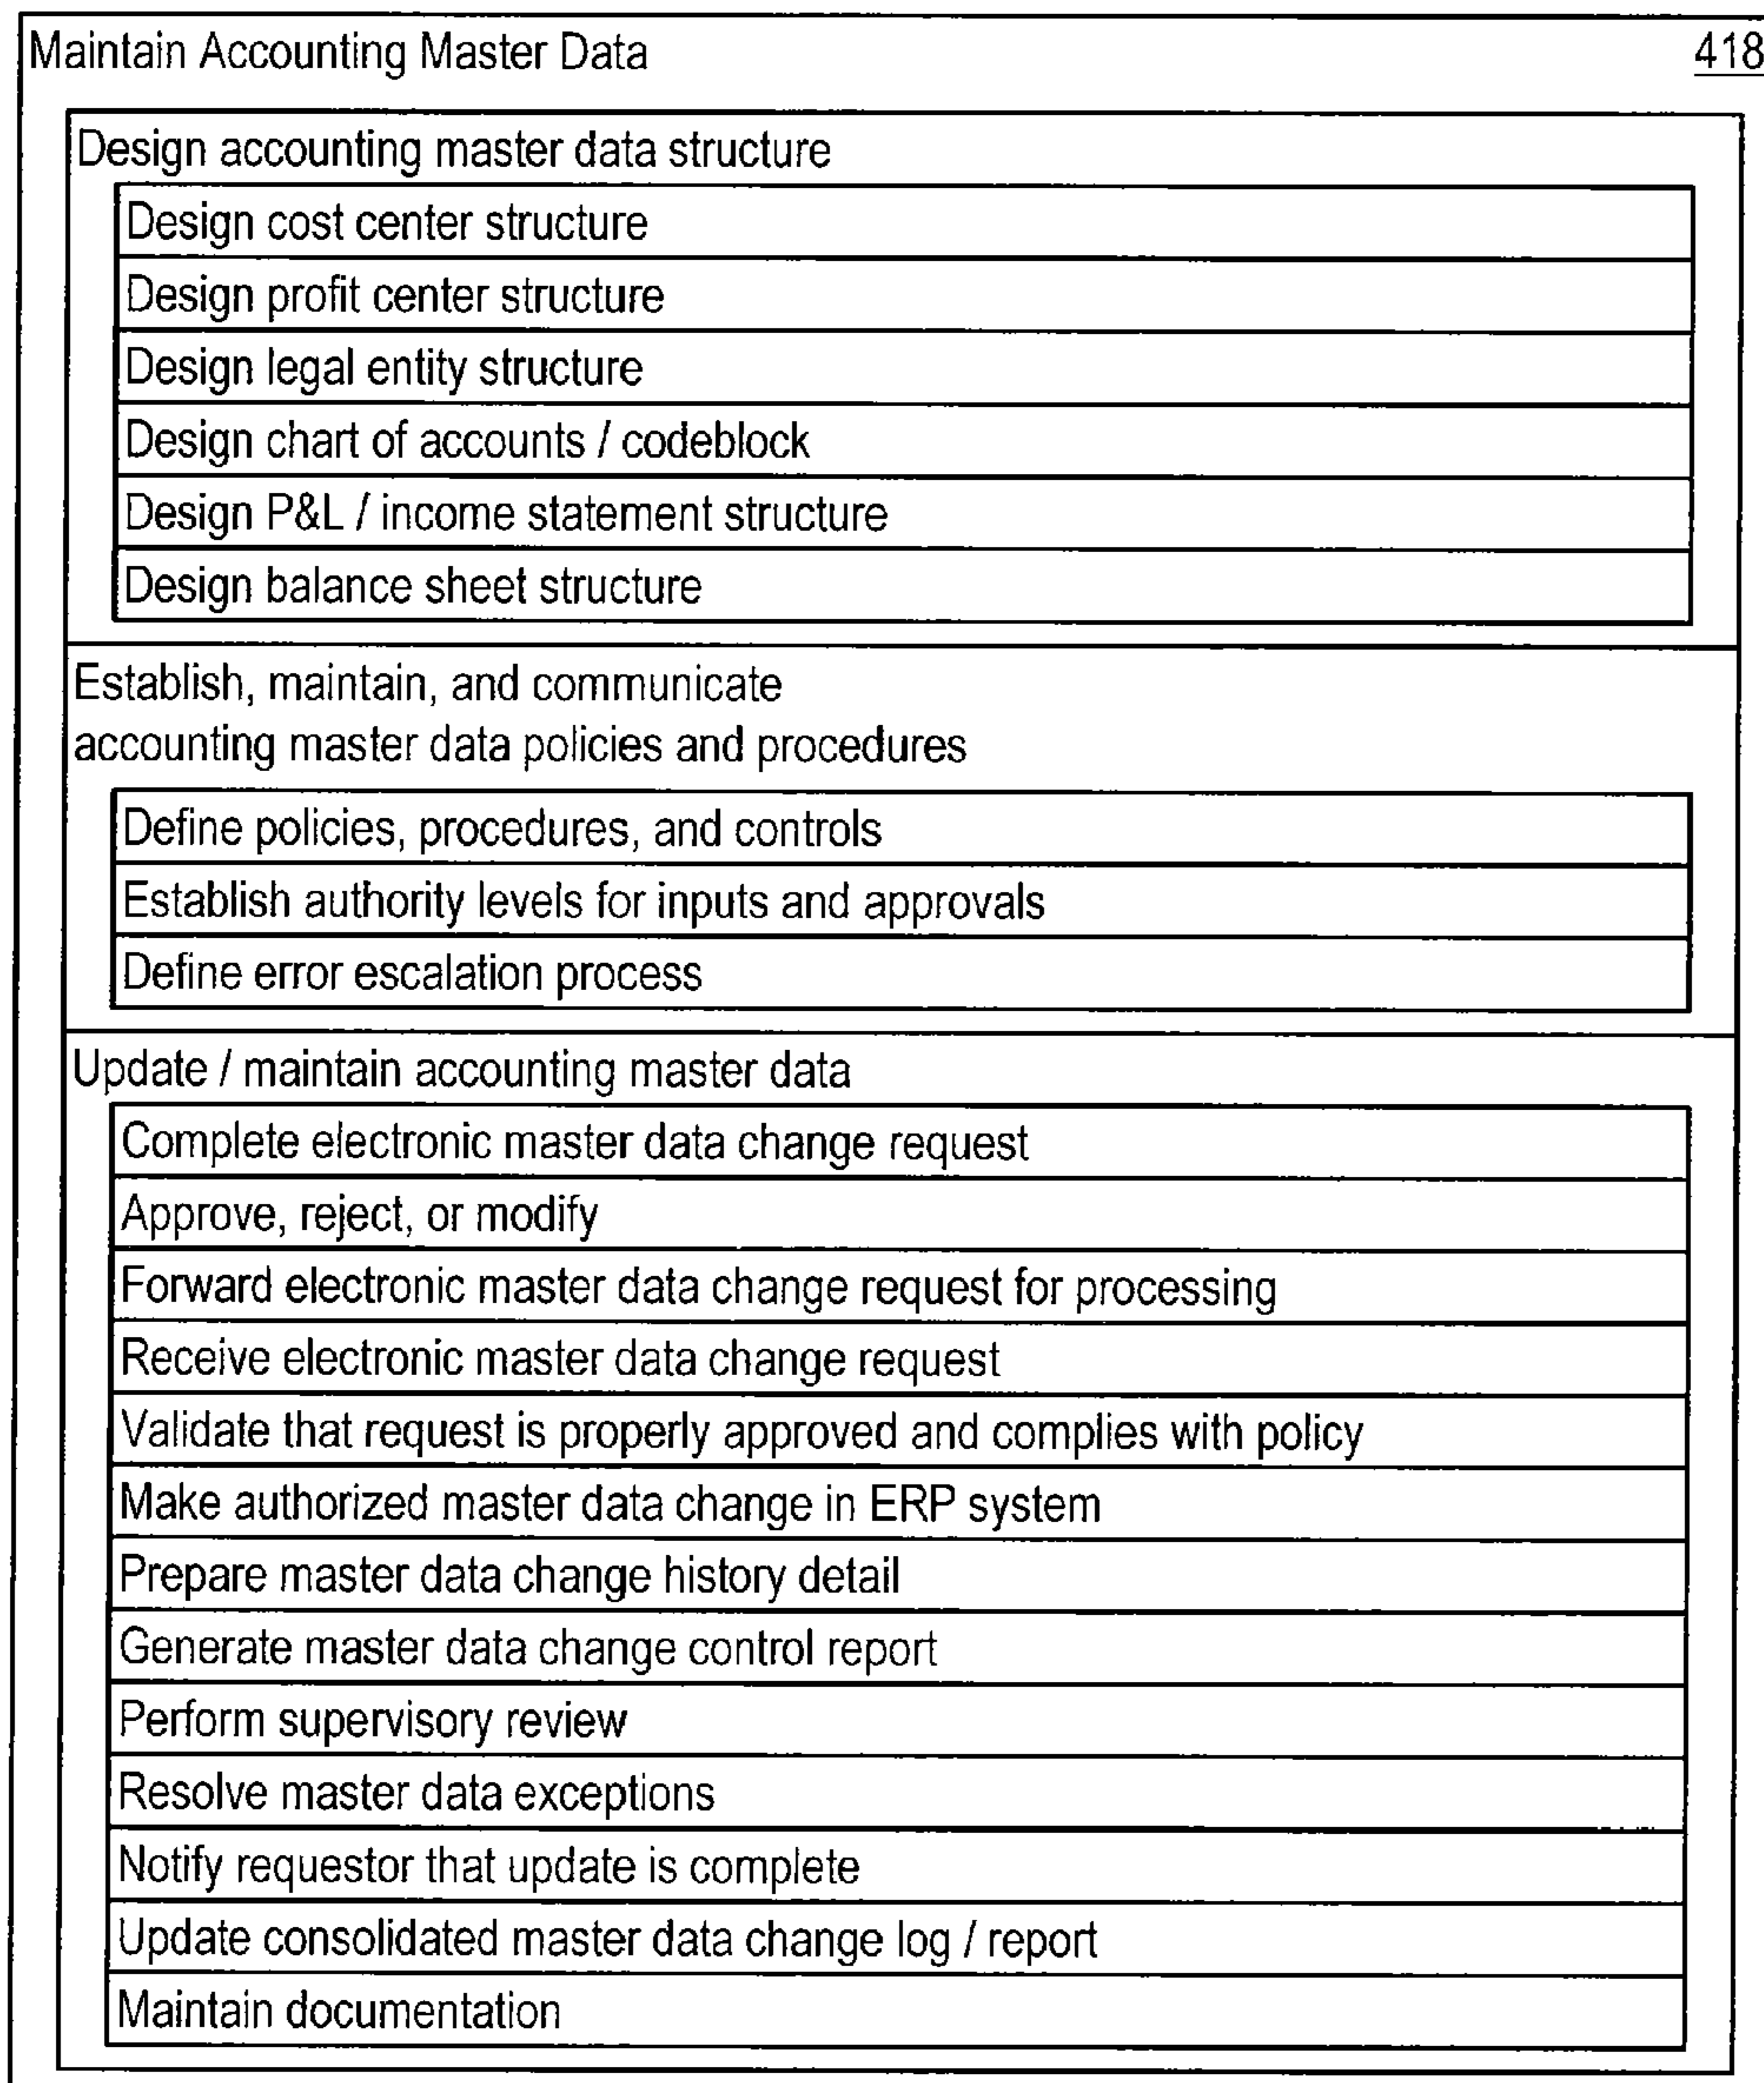 Maintain Accounting Master Data 418
Design accounting master data structure
Design cost center structure
Design profit center structure
Design legal entity structure
Design chart of accounts / codeblock
Design P&L / income statement structure
Design balance sheet structure
Establish, maintain, and communicate
accounting master data policies and procedures
Define policies, procedures, and controls
Establish authority levels for inputs and approvals
Define error escalation process
Update / maintain accounting master data
Complete electronic master data change request
Approve, reject, or modify
Forward electronic master data change request for processing
Receive electronic master data change request
Validate that request is properly approved and complies with policy
Make authorized master data change in ERP system
Prepare master data change history detail
Generate master data change control report
Perform supervisory review
Resolve master data exceptions
Notify requestor that update is complete
Update consolidated master data change log / report
Maintain documentation